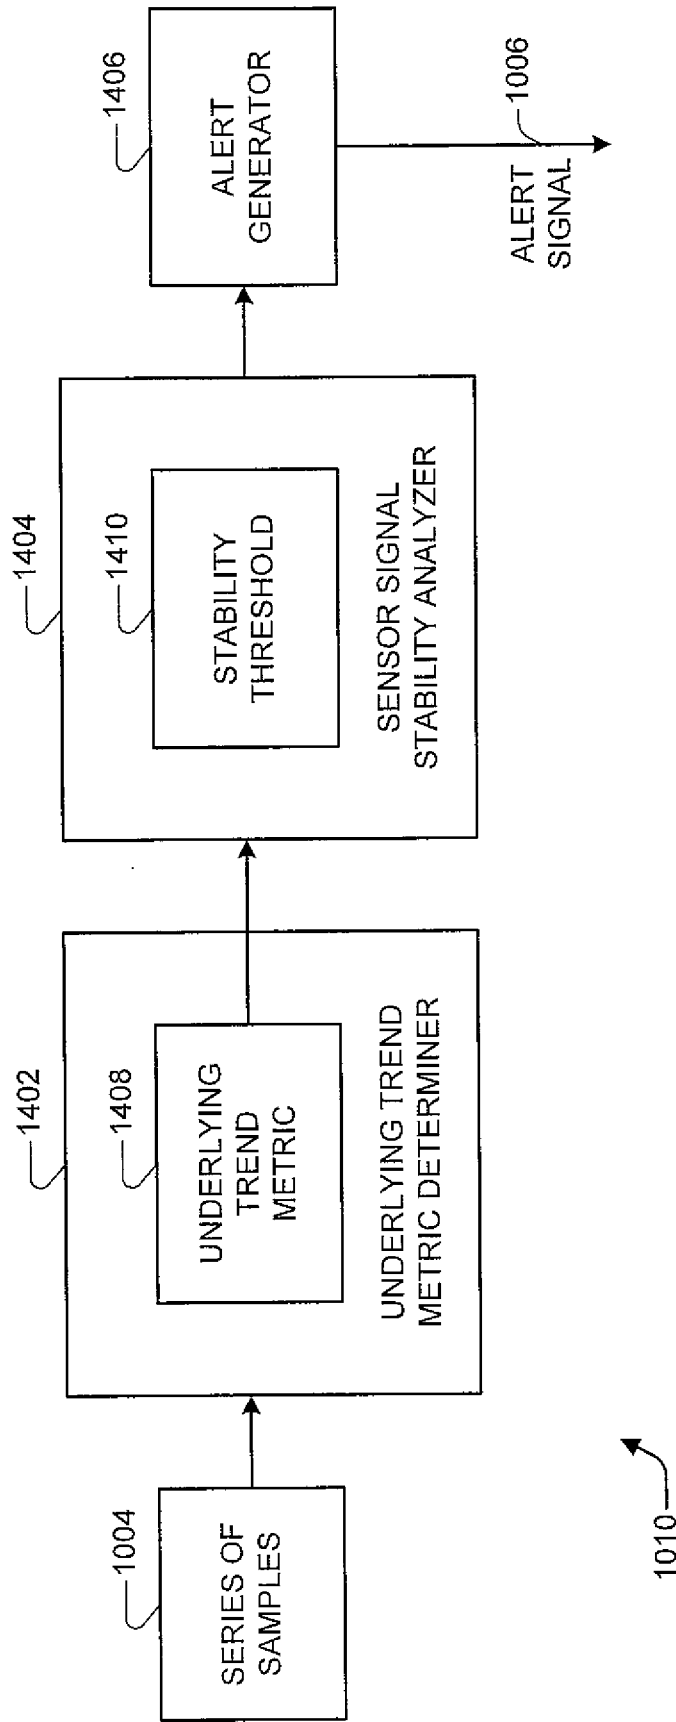 1004
SERIES OF
SAMPLES
1402
1408
UNDERLYING
TREND
METRIC
UNDERLYING TREND
METRIC DETERMINER
1404
1410
STABILITY
THRESHOLD
SENSOR SIGNAL
STABILITY ANALYZER
1406
ALERT
GENERATOR
ALERT
SIGNAL
1006
1010